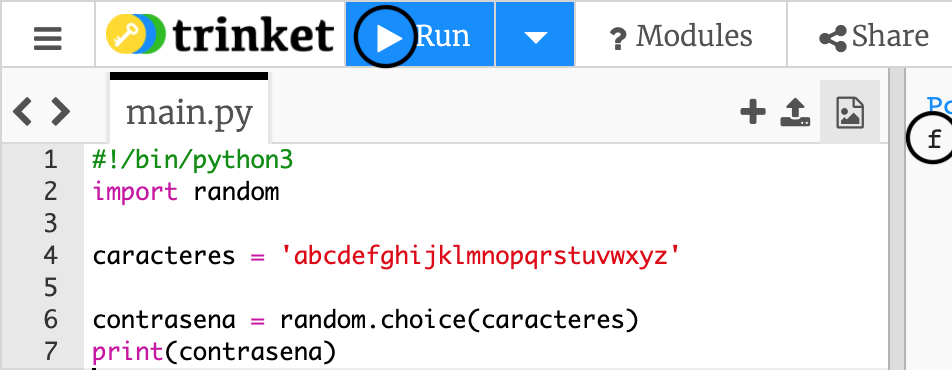 trinket Run ? Modules Share
main.py
Po
f
1 #!/bin/python3
2 import random
3
4 caracteres = 'abcdefghijklmnopqrstuvwxyz'
5
6 contrasena = random.choice(caracteres)
7 print(contrasena)